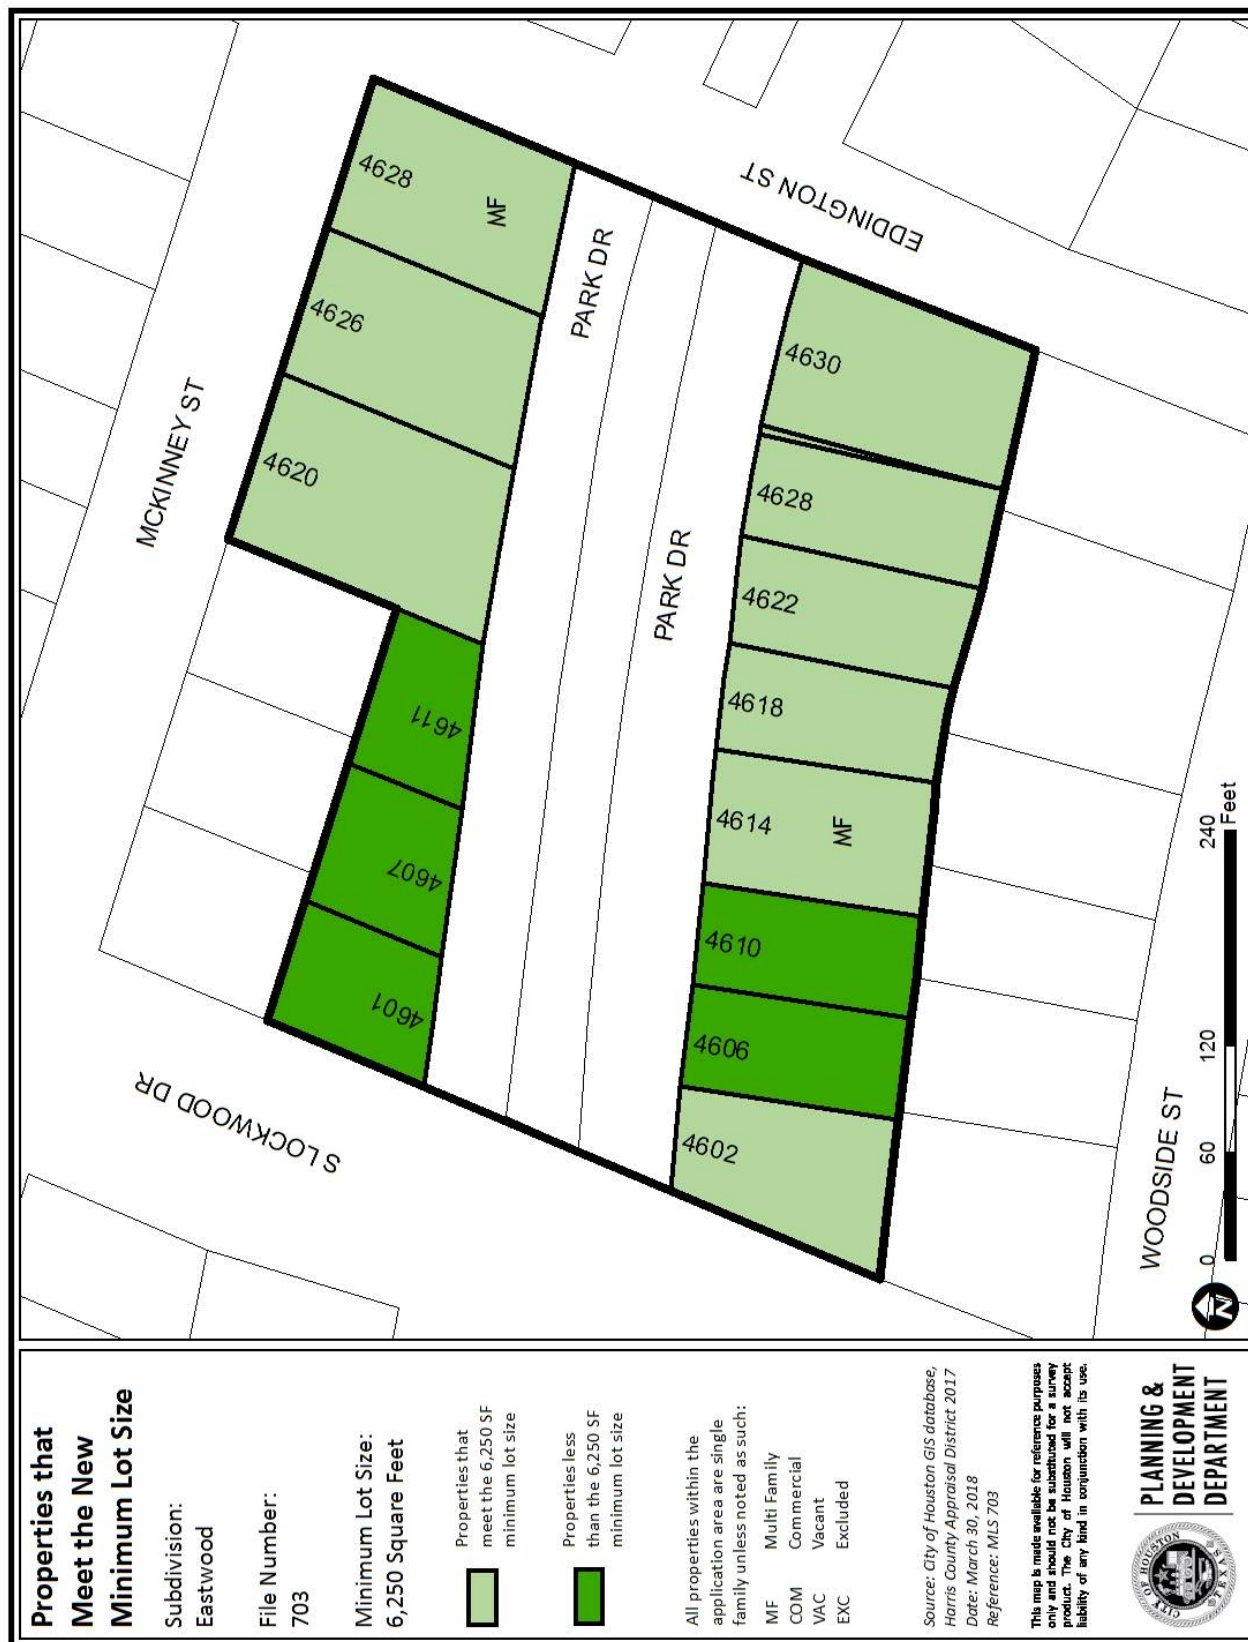 Properties that
Meet the New
Minimum Lot Size
Subdivision:
Eastwood
File Number:
703
Minimum Lot Size:
6,250 Square Feet
Properties that
meet the 6,250 SF
minimum lot size
Properties less
than the 6,250 SF
minimum lot size
All properties within the
application area are single
family unless noted as such:
MF Multi Family
COM Commercial
VAC Vacant
EXC Excluded
Source: City of Houston GIS database,
Harris County Appraisal District 2017
Date: March 30, 2018
Reference: MLS 703
This map is made available for reference purposes
only and should not be substituted for a survey
product. The City of Houston will not accept
liability of any kind in conjunction with its use.
CITY OF HOUSTON
TEXAS
PLANNING &
DEVELOPMENT
DEPARTMENT
MCKINNEY ST
S LOCKWOOD DR
EDDINGTON ST
4620
4626
4628
MF
4601
4607
4611
PARK DR
PARK DR
4602
4606
4610
4614
MF
4618
4622
4628
4630
WOODSIDE ST
N
0 60 120 240
Feet